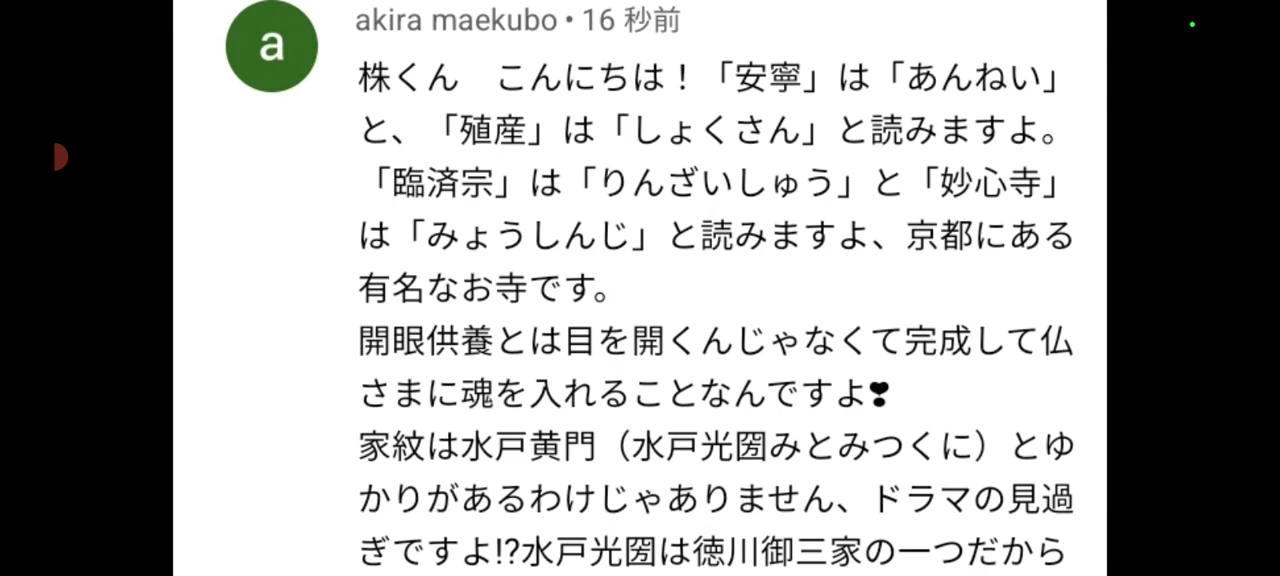 a
akira maekubo • 16 秒前
株くん　こんにちは！「安寧」は「あんねい」
と、「殖産」は「しょくさん」と読みますよ。
「臨済宗」は「りんざいしゅう」と「妙心寺」
は「みょうしんじ」と読みますよ、京都にある
有名なお寺です。
開眼供養とは目を開くんじゃなくて完成して仏
さまに魂を入れることなんですよ❣
家紋は水戸黄門（水戸光圀みとみつくに）とゆ
かりがあるわけじゃありません、ドラマの見過
ぎですよ⁉水戸光圀は徳川御三家の一つだから